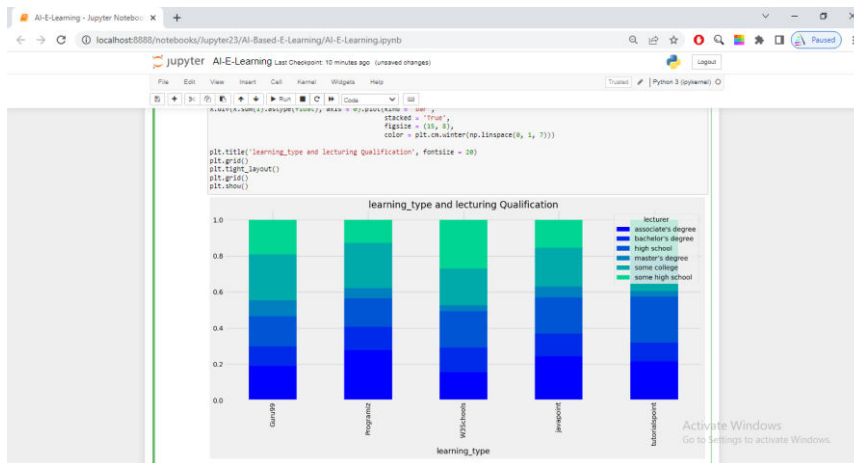 AI-E-Learning - Jupyter Noteboo
localhost:8888/notebooks/Jupyter23/AI-Based-E-Learning/AI-E-Learning.ipynb
Paused
jupyter AI-E-Learning Last Checkpoint: 10 minutes ago (unsaved changes)
Logout
File Edit View Insert Cell Kernel Widgets Help
Trusted Python 3 (ipykernel)
Run Code
stacked = 'True',
figsize = (15, 8),
color = plt.cm.winter(np.linspace(0, 1, 7)))
plt.title('learning_type and lecturing Qualification', fontsize = 20)
plt.grid()
plt.tight_layout()
plt.grid()
plt.show()
learning_type and lecturing Qualification
1.0
0.8
0.6
0.4
0.2
0.0
lecturer
associate's degree
bachelor's degree
high school
master's degree
some college
some high school
Guru99
Programiz
W3Schools
javapoint
tutorialspoint
learning_type
Activate Windows
Go to Settings to activate Windows.